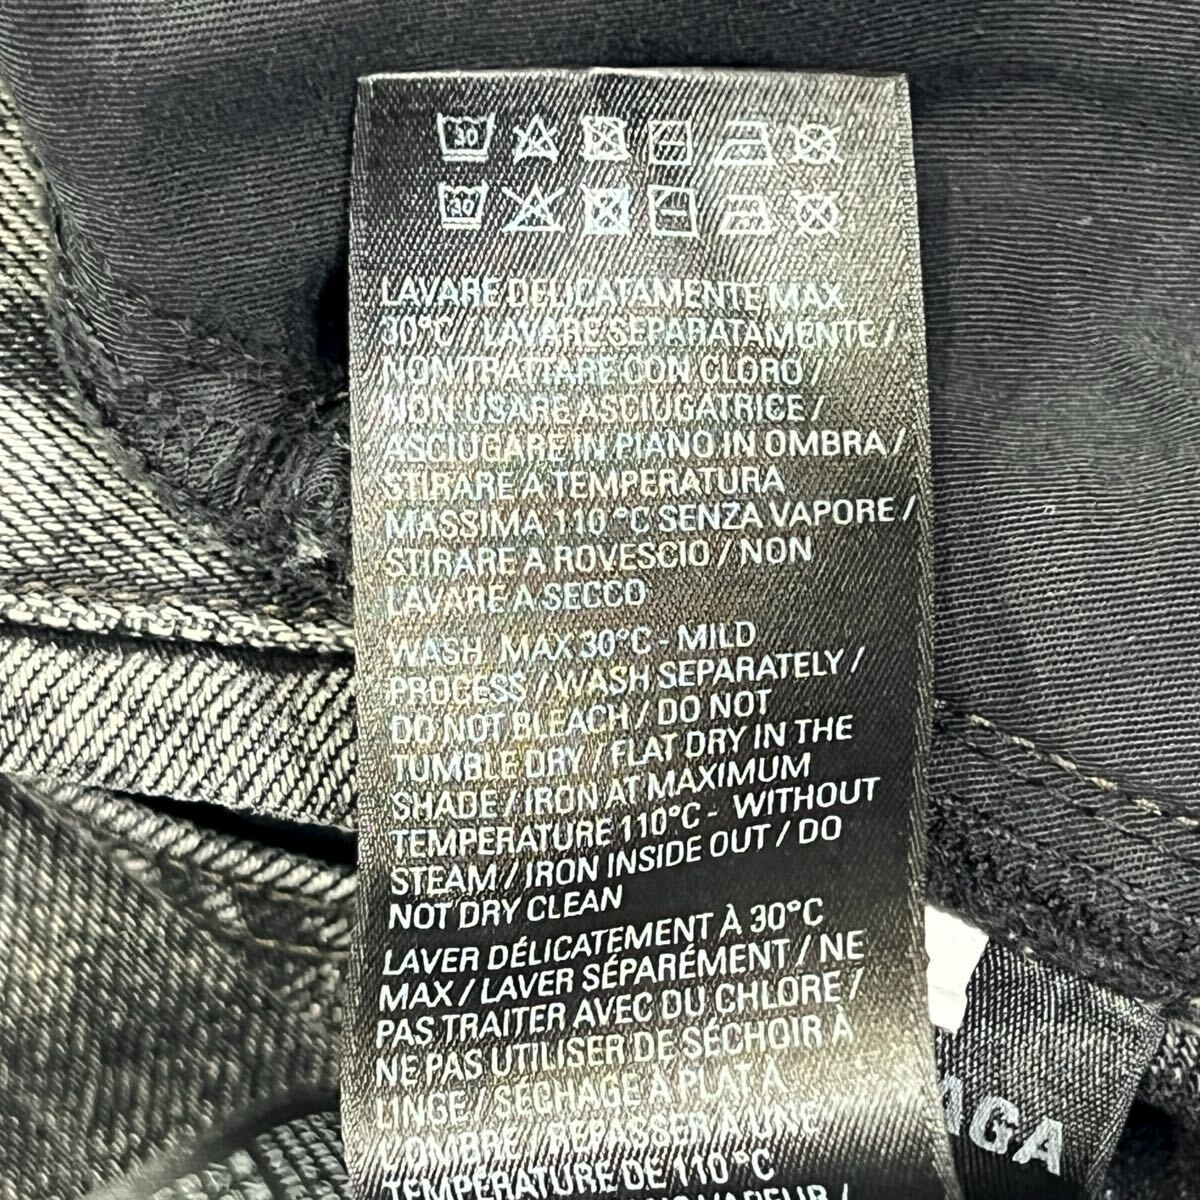 30
30
LAVARE DELICATAMENTE MAX
30°C / LAVARE SEPARATAMENTE /
NON TRATTARE CON CLORO /
NON USARE ASCIUGATRICE /
ASCIUGARE IN PIANO IN OMBRA /
STIRARE A TEMPERATURA
MASSIMA 110 °C SENZA VAPORE /
STIRARE A ROVESCIO / NON
LAVARE A SECCO
WASH MAX 30°C - MILD
PROCESS / WASH SEPARATELY /
DO NOT BLEACH / DO NOT
TUMBLE DRY / FLAT DRY IN THE
SHADE / IRON AT MAXIMUM
TEMPERATURE 110°C - WITHOUT
STEAM / IRON INSIDE OUT / DO
NOT DRY CLEAN
LAVER DÉLICATEMENT À 30°C
MAX / LAVER SÉPARÉMENT / NE
PAS TRAITER AVEC DU CHLORE /
NE PAS UTILISER DE SÉCHOIR À
LINGE / SÉCHAGE À PLAT À
L'OMBRE / REPASSER À UNE
TEMPÉRATURE DE 110 °C
VAPEUR /
AGA